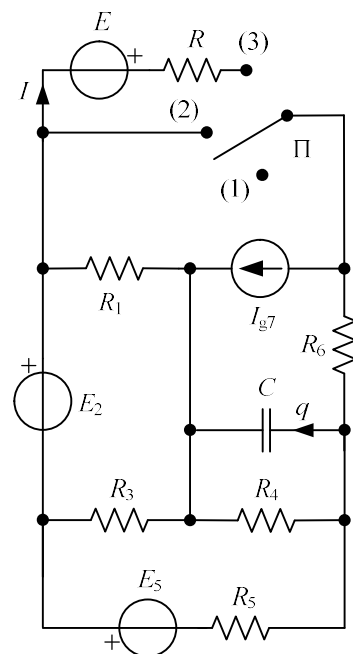 E
+
R
(3)
I
(2)
Π
(1)
R1
Ig7
R6
+
E2
C
q
R3
R4
E5
R5
+